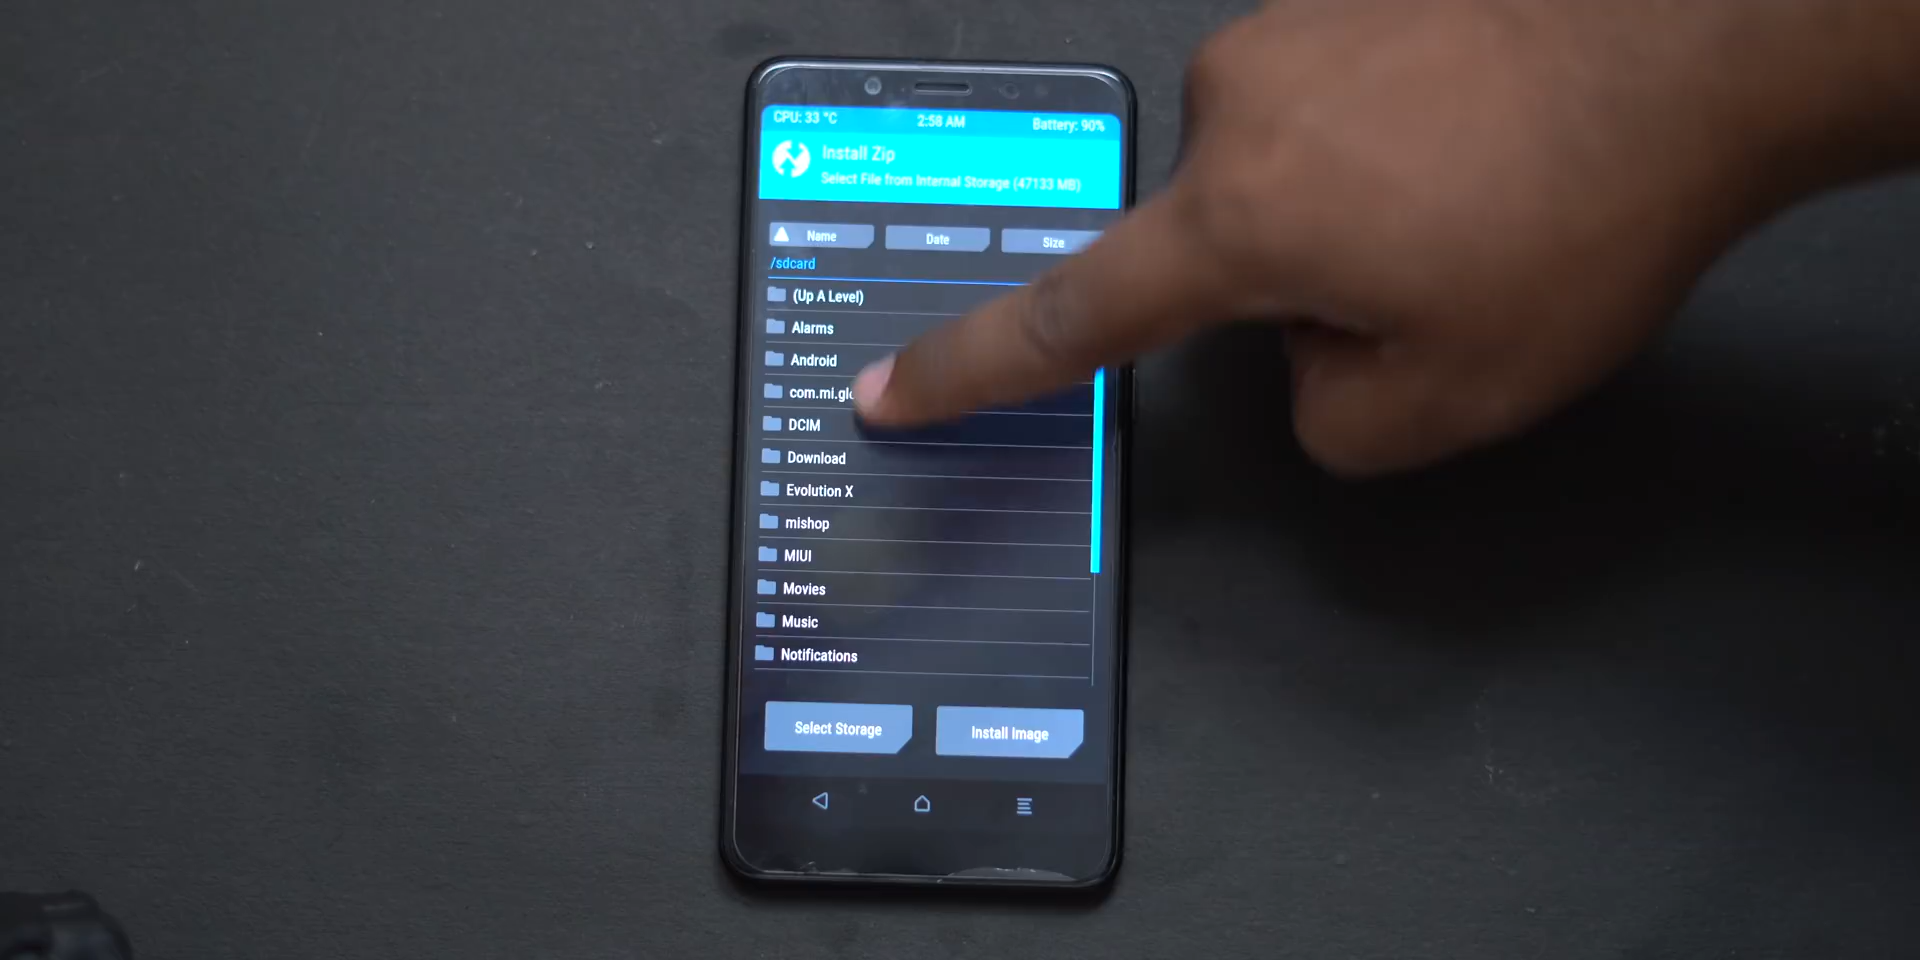 CPU: 33 °C 2:58 AM Battery: 90%
Install Zip
Select File from Internal Storage (47133 MB)
Name Date Size
/sdcard
(Up A Level)
Alarms
Android
com.mi.glo
DCIM
Download
Evolution X
mishop
MIUI
Movies
Music
Notifications
Select Storage Install Image